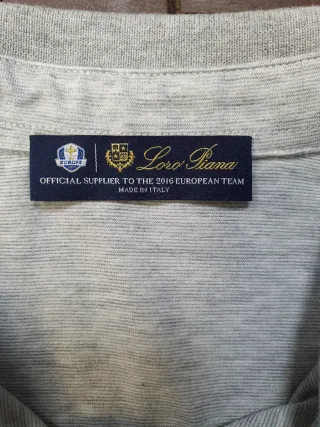 EUROPE
Loro Piana
OFFICIAL SUPPLIER TO THE 2016 EUROPEAN TEAM
MADE IN ITALY